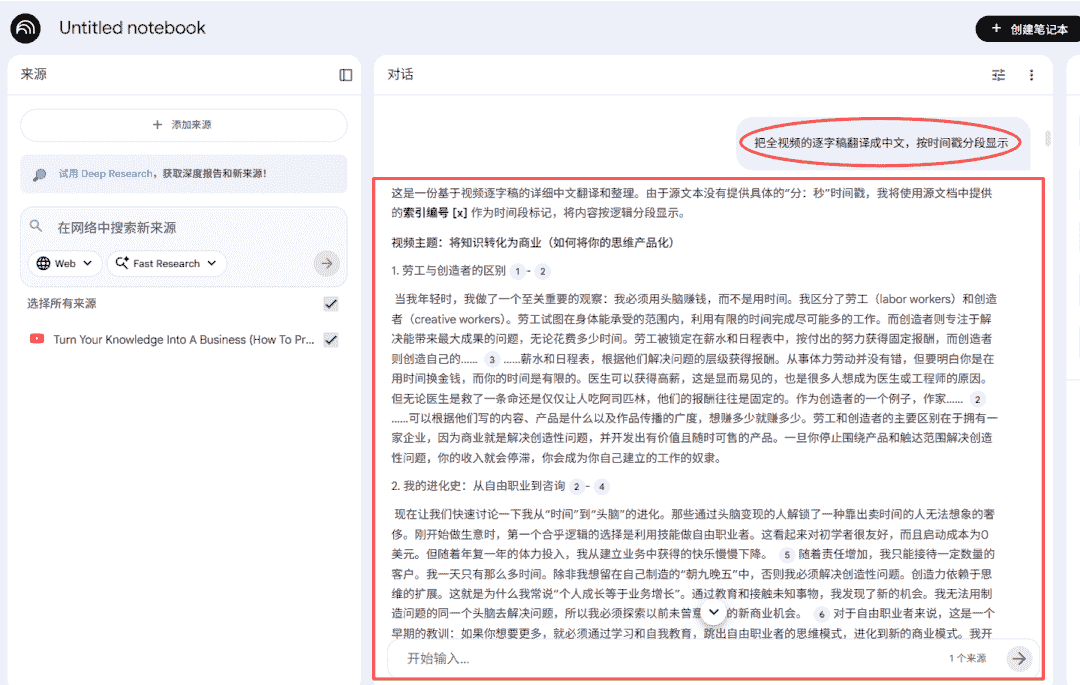 Untitled notebook
+ 创建笔记本
来源
+ 添加来源
试用 Deep Research，获取深度报告和新来源！
在网络中搜索新来源
Web
Fast Research
选择所有来源
Turn Your Knowledge Into A Business (How To Pr...
对话
把全视频的逐字稿翻译成中文，按时间戳分段显示
这是一份基于视频逐字稿的详细中文翻译和整理。由于源文本没有提供具体的“分：秒”时间戳，我将使用源文档中提供
的索引编号 [x] 作为时间段标记，将内容按逻辑分段显示。
视频主题：将知识转化为商业（如何将你的思维产品化）
1. 劳工与创造者的区别 1 - 2
当我年轻时，我做了一个至关重要的观察：我必须用头脑赚钱，而不是用时间。我区分了劳工（labor workers）和创造
者（creative workers）。劳工试图在身体能承受的范围内，利用有限的时间完成尽可能多的工作。而创造者则专注于解
决能带来最大成果的问题，无论花费多少时间。劳工被锁定在薪水和日程表中，按付出的努力获得固定报酬，而创造者
则创造自己的…… 3 ……薪水和日程表，根据他们解决问题的层级获得报酬。从事体力劳动并没有错，但要明白你是在
用时间换金钱，而你的时间是有限的。医生可以获得高薪，这是显而易见的，也是很多人想成为医生或工程师的原因。
但无论医生是救了一条命还是仅仅让人吃阿司匹林，他们的报酬往往是固定的。作为创造者的一个例子，作家…… 2
……可以根据他们写的内容、产品是什么以及作品传播的广度，想赚多少就赚多少。劳工和创造者的主要区别在于拥有一
家企业，因为商业就是解决创造性问题，并开发出有价值且随时可售的产品。一旦你停止围绕产品和触达范围解决创造
性问题，你的收入就会停滞，你会成为你自己建立的工作的奴隶。
2. 我的进化史：从自由职业到咨询 2 - 4
现在让我们快速讨论一下我从“时间”到“头脑”的进化。那些通过头脑变现的人解锁了一种靠出卖时间的人无法想象的奢
侈。刚开始做生意时，第一个合乎逻辑的选择是利用技能做自由职业者。这看起来对初学者很友好，而且启动成本为0
美元。但随着年复一年的体力投入，我从建立业务中获得的快乐慢慢下降。 5 随着责任增加，我只能接待一定数量的
客户。我一天只有那么多时间。除非我想留在自己制造的“朝九晚五”中，否则我必须解决创造性问题。创造力依赖于思
维的扩展。这就是为什么我常说“个人成长等于业务增长”。通过教育和接触未知事物，我发现了新的机会。我无法用制
造问题的同一个头脑去解决问题，所以我必须探索以前未曾意 的新商业机会。 6 对于自由职业者来说，这是一个
早期的教训：如果你想要更多，就必须通过学习和自我教育，跳出自由职业者的思维模式，进化到新的商业模式。我开
开始输入...
1 个来源